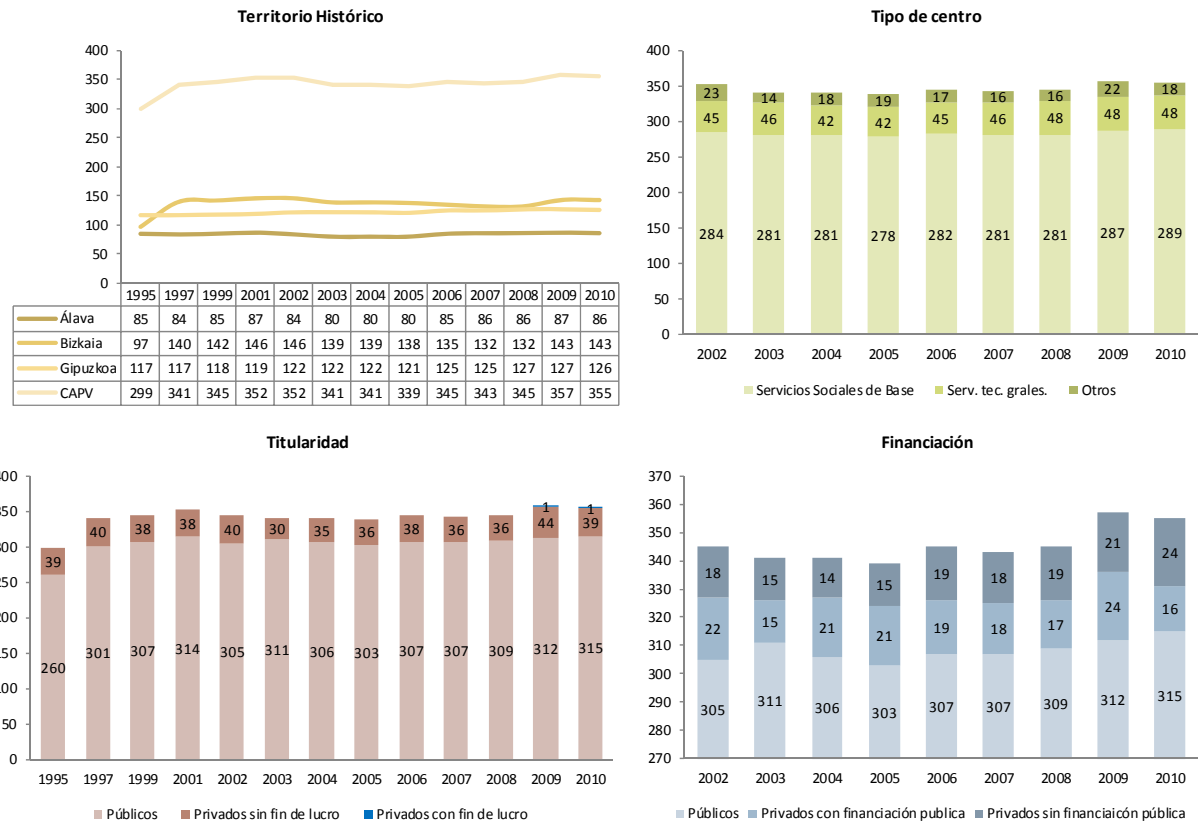 Territorio Histórico
400
350
300
250
200
150
100
50
0
1995 1997 1999 2001 2002 2003 2004 2005 2006 2007 2008 2009 2010
Álava 85 84 85 87 84 80 80 80 85 86 86 87 86
Bizkaia 97 140 142 146 146 139 139 138 135 132 132 143 143
Gipuzkoa 117 117 118 119 122 122 122 121 125 125 127 127 126
CAPV 299 341 345 352 352 341 341 339 345 343 345 357 355
Tipo de centro
400
350
300
250
200
150
100
50
0
23 14 18 19 17 16 16 22 18
45 46 42 42 45 46 48 48 48
284 281 281 278 282 281 281 287 289
2002 2003 2004 2005 2006 2007 2008 2009 2010
Servicios Sociales de Base Serv. tec. grales. Otros
Titularidad
400
350
300
250
200
150
100
50
0
1 1
39 40 38 38 40 30 35 36 38 36 36 44 39
260 301 307 314 305 311 306 303 307 307 309 312 315
1995 1997 1999 2001 2002 2003 2004 2005 2006 2007 2008 2009 2010
Públicos Privados sin fin de lucro Privados con fin de lucro
Financiación
370
360
350
340
330
320
310
300
290
280
270
18 15 14 15 19 18 19 21 24
22 15 21 21 19 18 17 24 16
305 311 306 303 307 307 309 312 315
2002 2003 2004 2005 2006 2007 2008 2009 2010
Públicos Privados con financiación publica Privados sin financiaicón pública